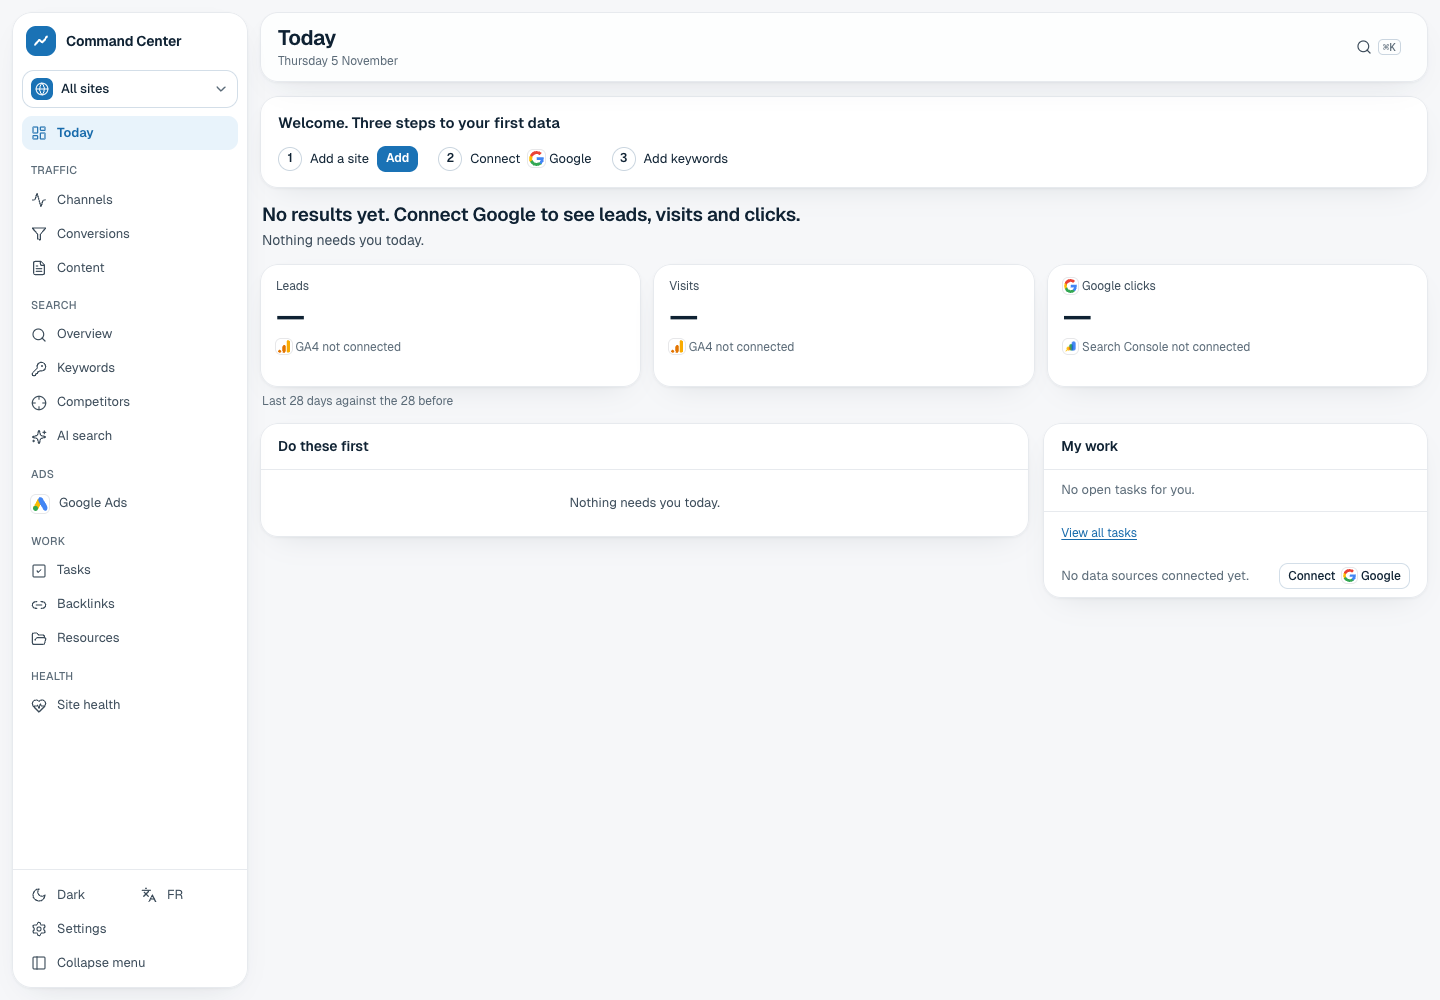 Command Center
All sites
Today
TRAFFIC
Channels
Conversions
Content
SEARCH
Overview
Keywords
Competitors
AI search
ADS
Google Ads
WORK
Tasks
Backlinks
Resources
HEALTH
Site health
Dark
FR
Settings
Collapse menu
Today
Thursday 5 November
⌘K
Welcome. Three steps to your first data
1 Add a site Add 2 Connect Google 3 Add keywords
No results yet. Connect Google to see leads, visits and clicks.
Nothing needs you today.
Leads
—
GA4 not connected
Visits
—
GA4 not connected
Google clicks
—
Search Console not connected
Last 28 days against the 28 before
Do these first
Nothing needs you today.
My work
No open tasks for you.
View all tasks
No data sources connected yet. Connect Google